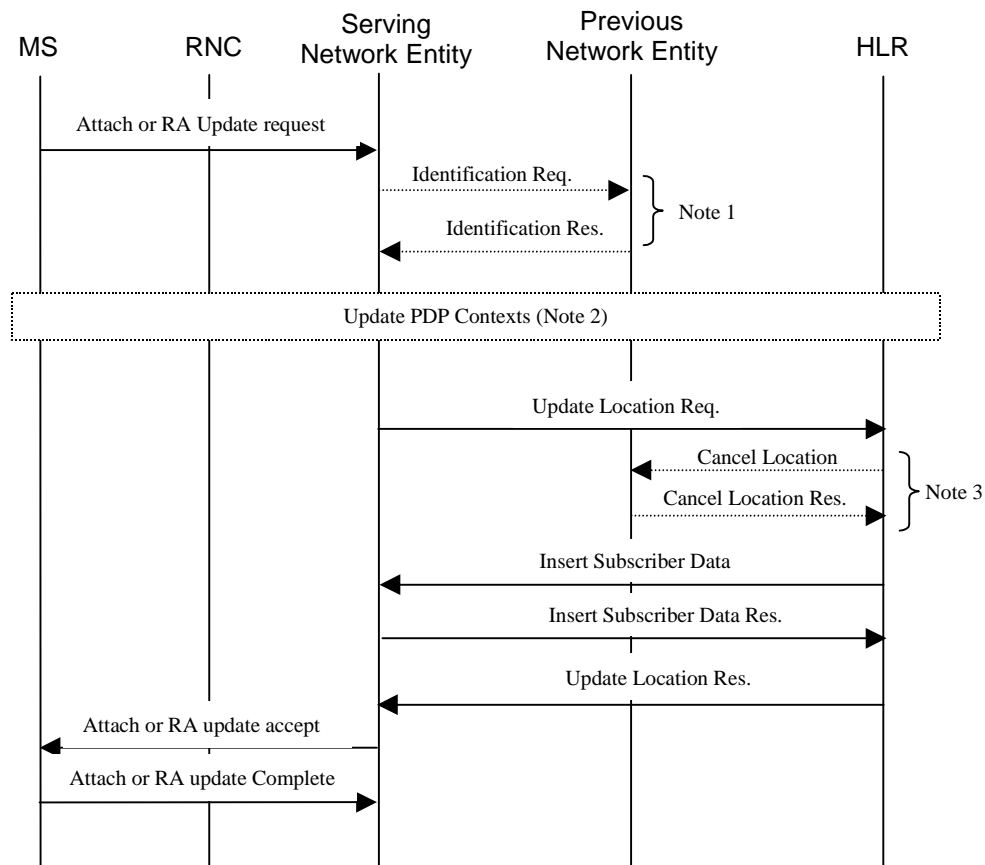 MS
RNC
Serving
Network Entity
Previous
Network Entity
HLR
Attach or RA Update request
Identification Req.
Note 1
Identification Res.
Update PDP Contexts (Note 2)
Update Location Req.
Cancel Location
Note 3
Cancel Location Res.
Insert Subscriber Data
Insert Subscriber Data Res.
Update Location Res.
Attach or RA update accept
Attach or RA update Complete